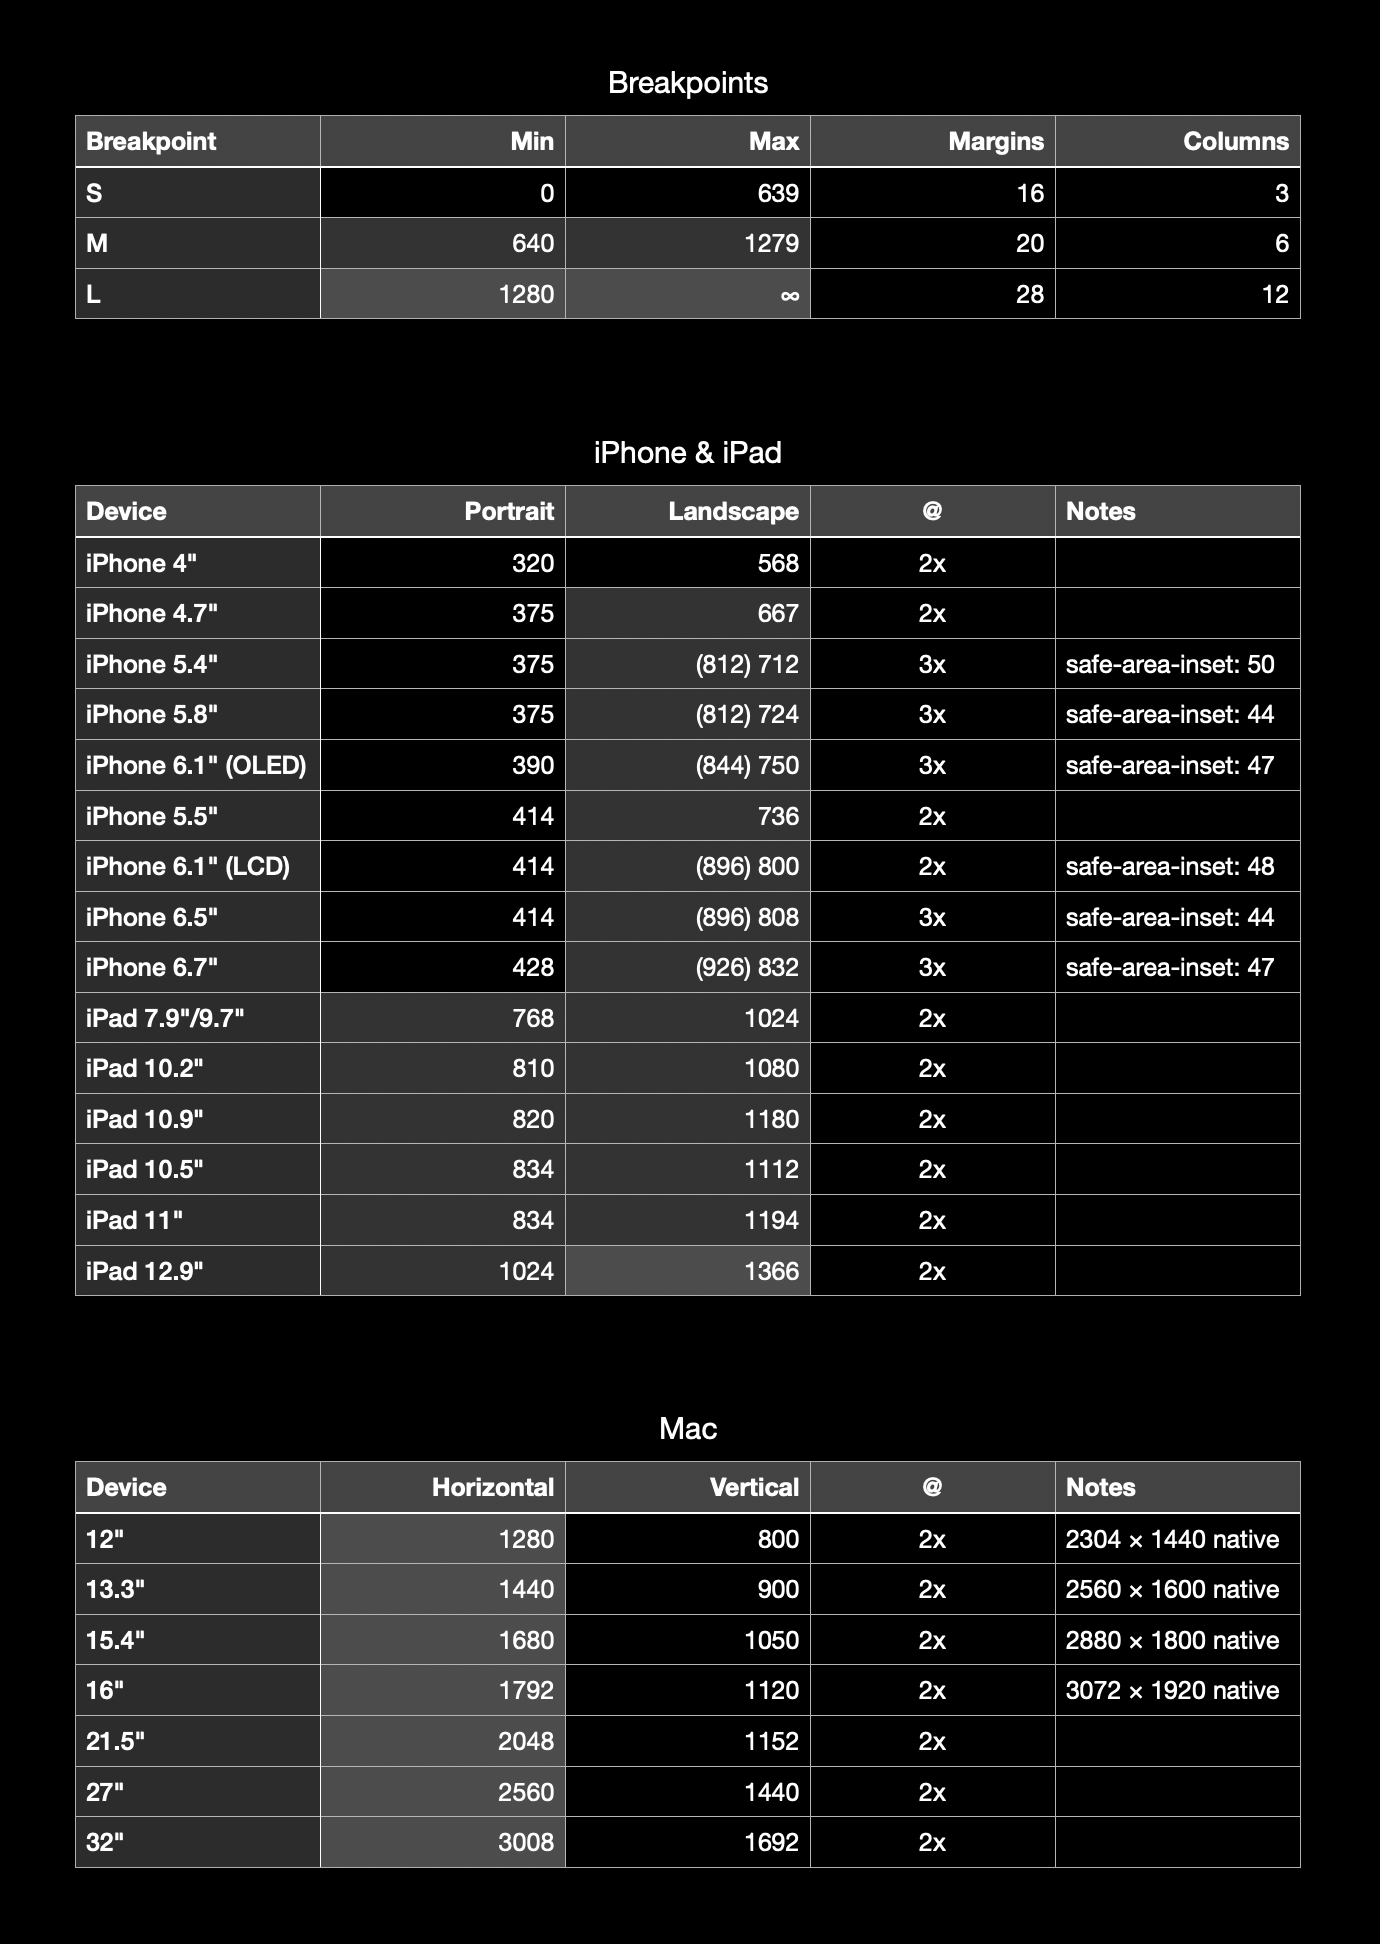 Breakpoints
Breakpoint Min Max Margins Columns
S 0 639 16 3
M 640 1279 20 6
L 1280 ∞ 28 12
iPhone & iPad
Device Portrait Landscape @ Notes
iPhone 4" 320 568 2x
iPhone 4.7" 375 667 2x
iPhone 5.4" 375 (812) 712 3x safe-area-inset: 50
iPhone 5.8" 375 (812) 724 3x safe-area-inset: 44
iPhone 6.1" (OLED) 390 (844) 750 3x safe-area-inset: 47
iPhone 5.5" 414 736 2x
iPhone 6.1" (LCD) 414 (896) 800 2x safe-area-inset: 48
iPhone 6.5" 414 (896) 808 3x safe-area-inset: 44
iPhone 6.7" 428 (926) 832 3x safe-area-inset: 47
iPad 7.9"/9.7" 768 1024 2x
iPad 10.2" 810 1080 2x
iPad 10.9" 820 1180 2x
iPad 10.5" 834 1112 2x
iPad 11" 834 1194 2x
iPad 12.9" 1024 1366 2x
Mac
Device Horizontal Vertical @ Notes
12" 1280 800 2x 2304 × 1440 native
13.3" 1440 900 2x 2560 × 1600 native
15.4" 1680 1050 2x 2880 × 1800 native
16" 1792 1120 2x 3072 × 1920 native
21.5" 2048 1152 2x
27" 2560 1440 2x
32" 3008 1692 2x